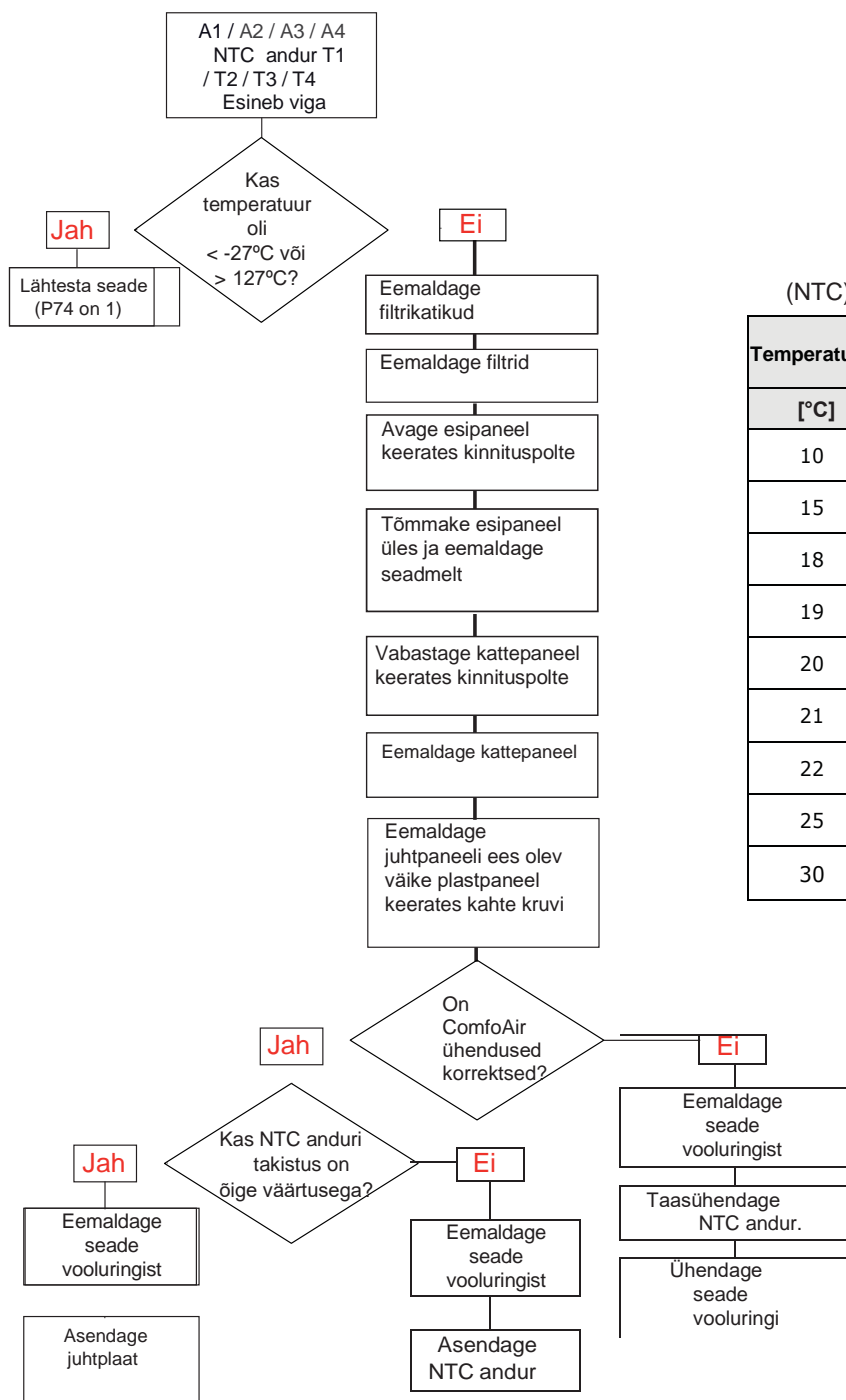 A1 / A2 / A3 / A4
NTC andur T1
/ T2 / T3 / T4
Esineb viga
Kas
temperatuur
oli
< -27ºC või
> 127ºC?
Jah
Ei
Lähtesta seade
(P74 on 1)
Eemaldage
filtrikatikud
Eemaldage filtrid
Avage esipaneel
keerates kinnituspolte
Tõmmake esipaneel
üles ja eemaldage
seadmelt
Vabastage kattepaneel
keerates kinnituspolte
Eemaldage kattepaneel
Eemaldage
juhtpaneeli ees olev
väike plastpaneel
keerates kahte kruvi
(NTC)
Temperatu
[°C]
10
15
18
19
20
21
22
25
30
On
ComfoAir
ühendused
korrektsed?
Jah
Ei
Kas NTC anduri
takistus on
õige väärtusega?
Jah
Ei
Eemaldage
seade
vooluringist
Asendage
juhtplaat
Eemaldage
seade
vooluringist
Asendage
NTC andur
Eemaldage
seade
vooluringist
Taasühendage
NTC andur.
Ühendage
seade
vooluringi